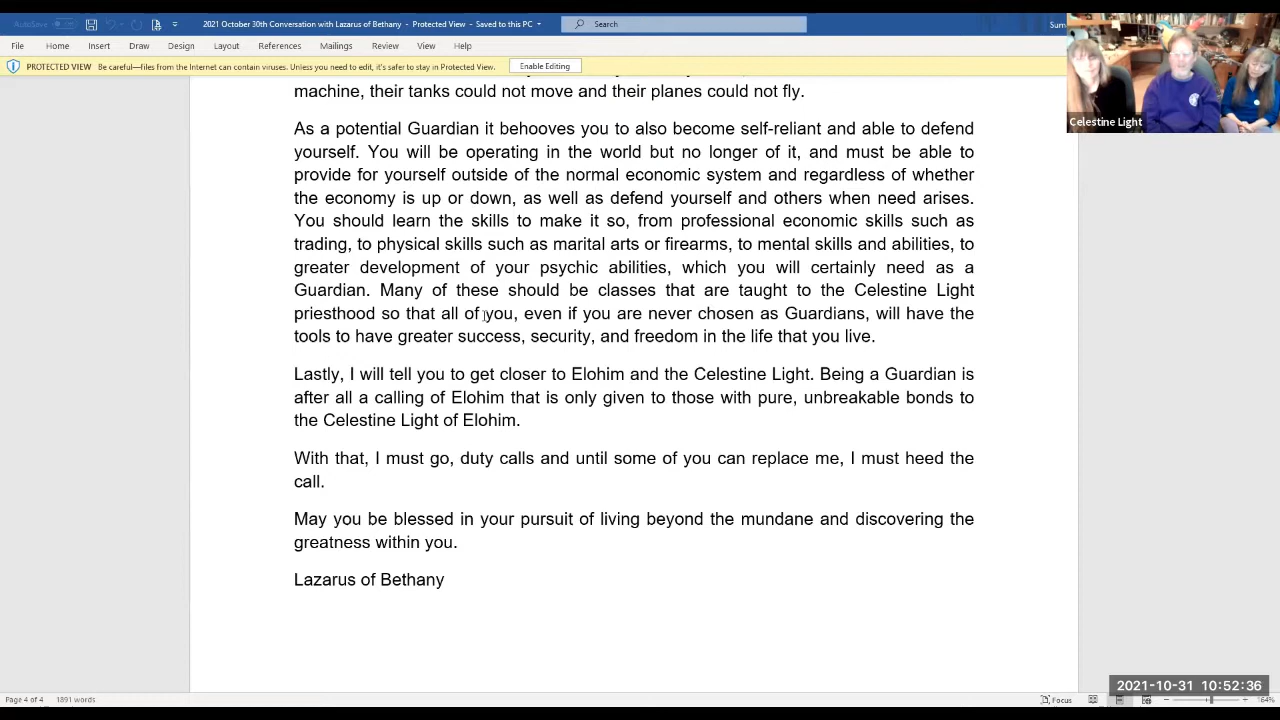 AutoSave
2021 October 30th Conversation with Lazarus of Bethany - Protected View - Saved to this PC
Search
Sum
File Home Insert Draw Design Layout References Mailings Review View Help
PROTECTED VIEW Be careful—files from the Internet can contain viruses. Unless you need to edit, it's safer to stay in Protected View. Enable Editing
machine, their tanks could not move and their planes could not fly.
As a potential Guardian it behooves you to also become self-reliant and able to defend
yourself. You will be operating in the world but no longer of it, and must be able to
provide for yourself outside of the normal economic system and regardless of whether
the economy is up or down, as well as defend yourself and others when need arises.
You should learn the skills to make it so, from professional economic skills such as
trading, to physical skills such as marital arts or firearms, to mental skills and abilities, to
greater development of your psychic abilities, which you will certainly need as a
Guardian. Many of these should be classes that are taught to the Celestine Light
priesthood so that all of you, even if you are never chosen as Guardians, will have the
tools to have greater success, security, and freedom in the life that you live.
Lastly, I will tell you to get closer to Elohim and the Celestine Light. Being a Guardian is
after all a calling of Elohim that is only given to those with pure, unbreakable bonds to
the Celestine Light of Elohim.
With that, I must go, duty calls and until some of you can replace me, I must heed the
call.
May you be blessed in your pursuit of living beyond the mundane and discovering the
greatness within you.
Lazarus of Bethany
Celestine Light
2021-10-31 10:52:36
Page 4 of 4 1891 words
Focus
164%